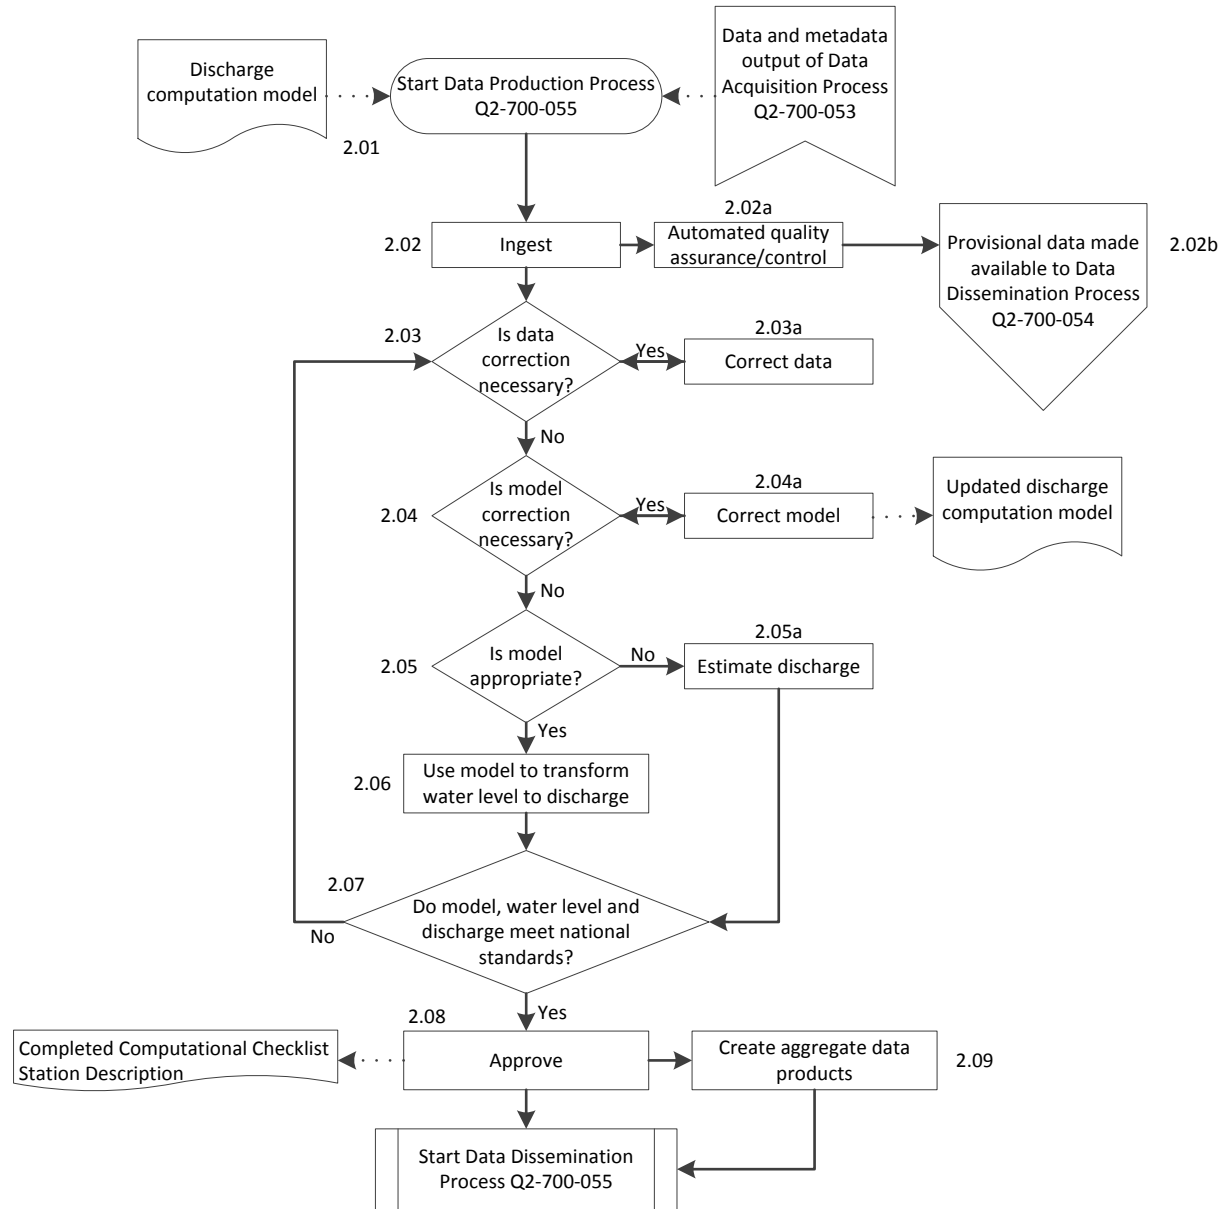 Discharge
computation model
2.01
Start Data Production Process
Q2-700-055
Data and metadata
output of Data
Acquisition Process
Q2-700-053
2.02
Ingest
2.02a
Automated quality
assurance/control
Provisional data made
available to Data
Dissemination Process
Q2-700-054
2.02b
2.03
Is data
correction
necessary?
Yes
2.03a
Correct data
No
2.04
Is model
correction
necessary?
Yes
2.04a
Correct model
Updated discharge
computation model
No
2.05
Is model
appropriate?
No
2.05a
Estimate discharge
Yes
2.06
Use model to transform
water level to discharge
2.07
Do model, water level and
discharge meet national
standards?
No
Yes
2.08
Approve
Completed Computational Checklist
Station Description
Create aggregate data
products
2.09
Start Data Dissemination
Process Q2-700-055